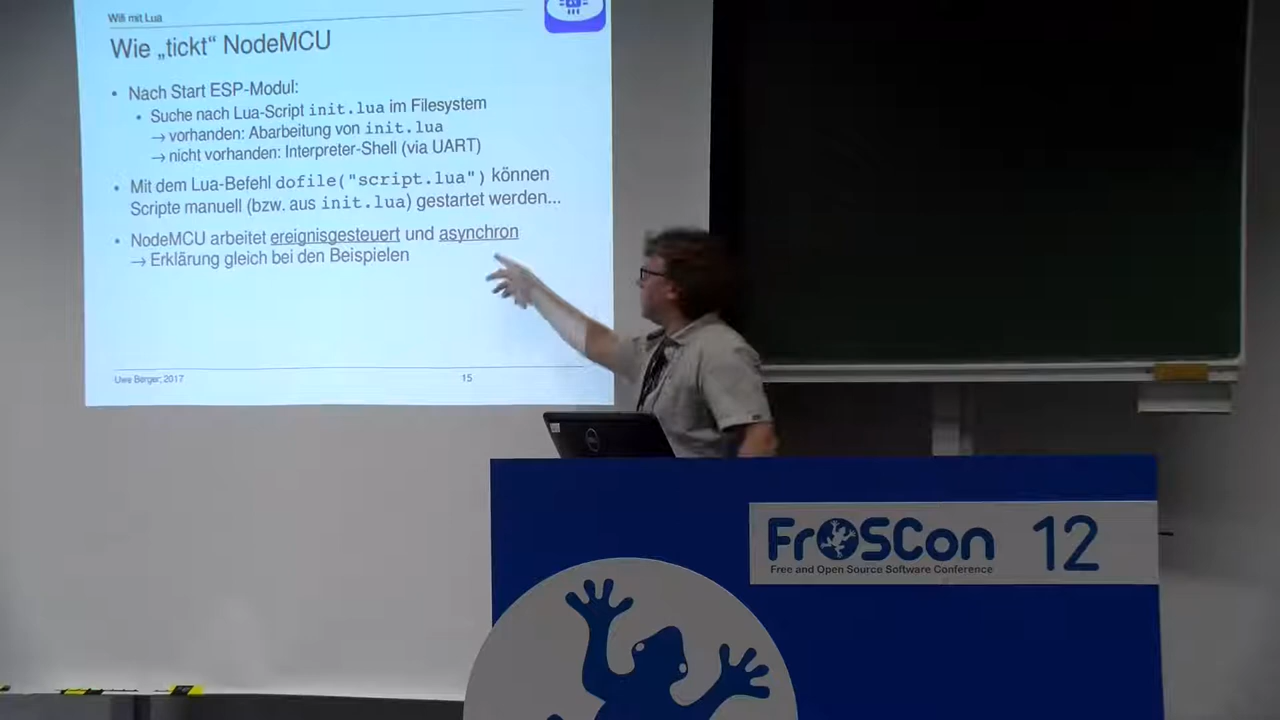 Wifi mit Lua
Wie „tickt“ NodeMCU
• Nach Start ESP-Modul:
• Suche nach Lua-Script init.lua im Filesystem
→ vorhanden: Abarbeitung von init.lua
→ nicht vorhanden: Interpreter-Shell (via UART)
• Mit dem Lua-Befehl dofile("script.lua") können
Scripte manuell (bzw. aus init.lua) gestartet werden...
• NodeMCU arbeitet ereignisgesteuert und asynchron
→ Erklärung gleich bei den Beispielen
Uwe Berger; 2017
15
FrOSCon 12
Free and Open Source Software Conference